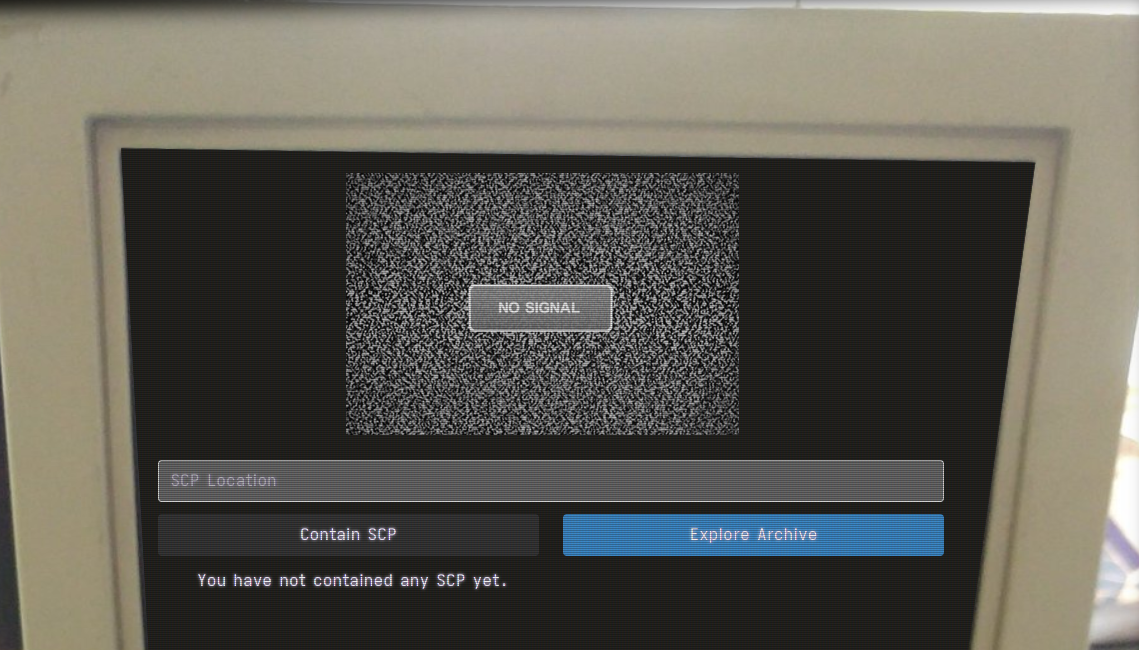 NO SIGNAL
SCP Location
Contain SCP
Explore Archive
You have not contained any SCP yet.